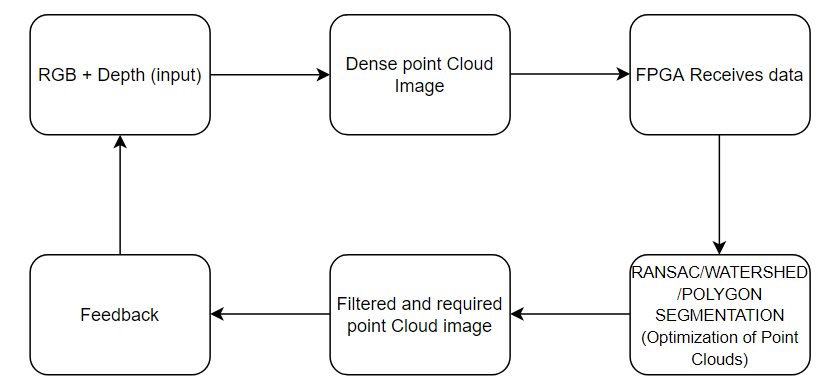 RGB + Depth (input)
Dense point Cloud
Image
FPGA Receives data
RANSAC/WATERSHED
/POLYGON
SEGMENTATION
(Optimization of Point
Clouds)
Filtered and required
point Cloud image
Feedback